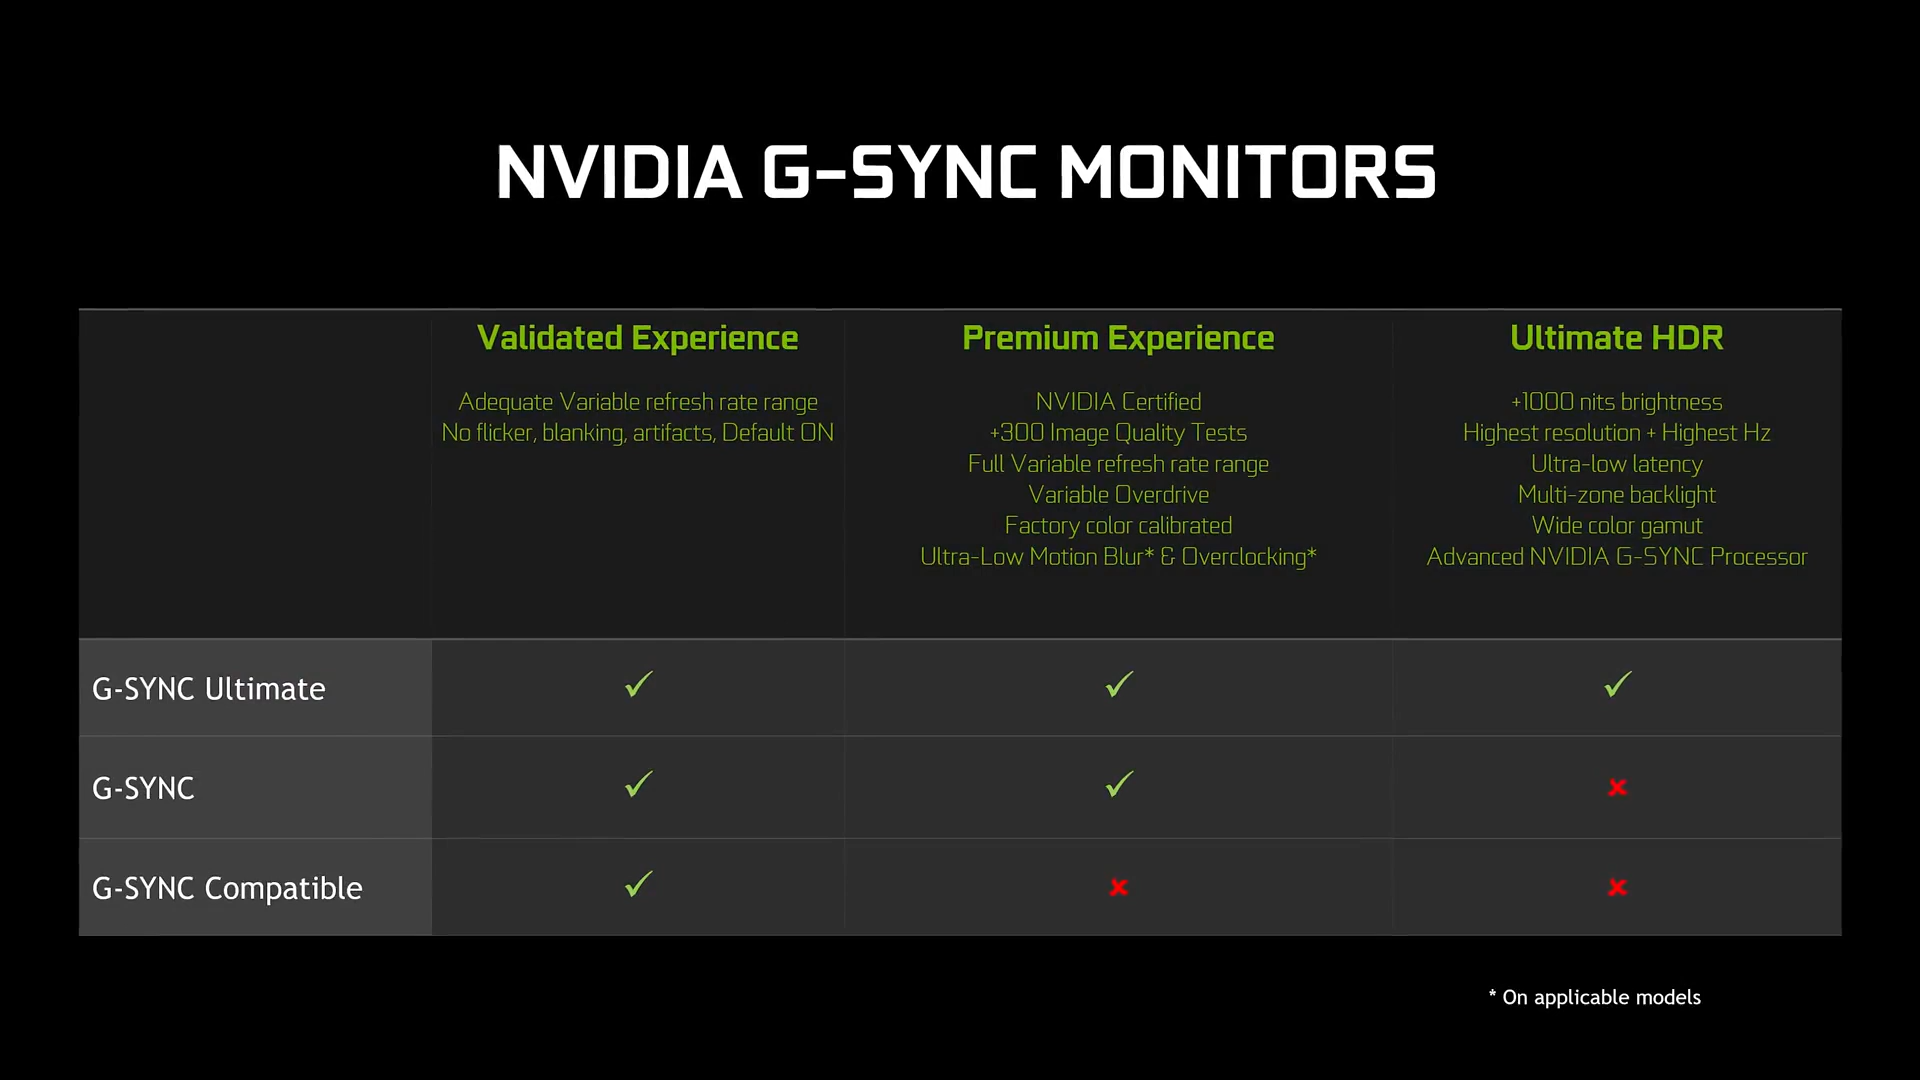 NVIDIA G-SYNC MONITORS
Validated Experience
Adequate Variable refresh rate range
No flicker, blanking, artifacts, Default ON
Premium Experience
NVIDIA Certified
+300 Image Quality Tests
Full Variable refresh rate range
Variable Overdrive
Factory color calibrated
Ultra-Low Motion Blur* & Overclocking*
Ultimate HDR
+1000 nits brightness
Highest resolution + Highest Hz
Ultra-low latency
Multi-zone backlight
Wide color gamut
Advanced NVIDIA G-SYNC Processor
G-SYNC Ultimate
G-SYNC
G-SYNC Compatible
* On applicable models